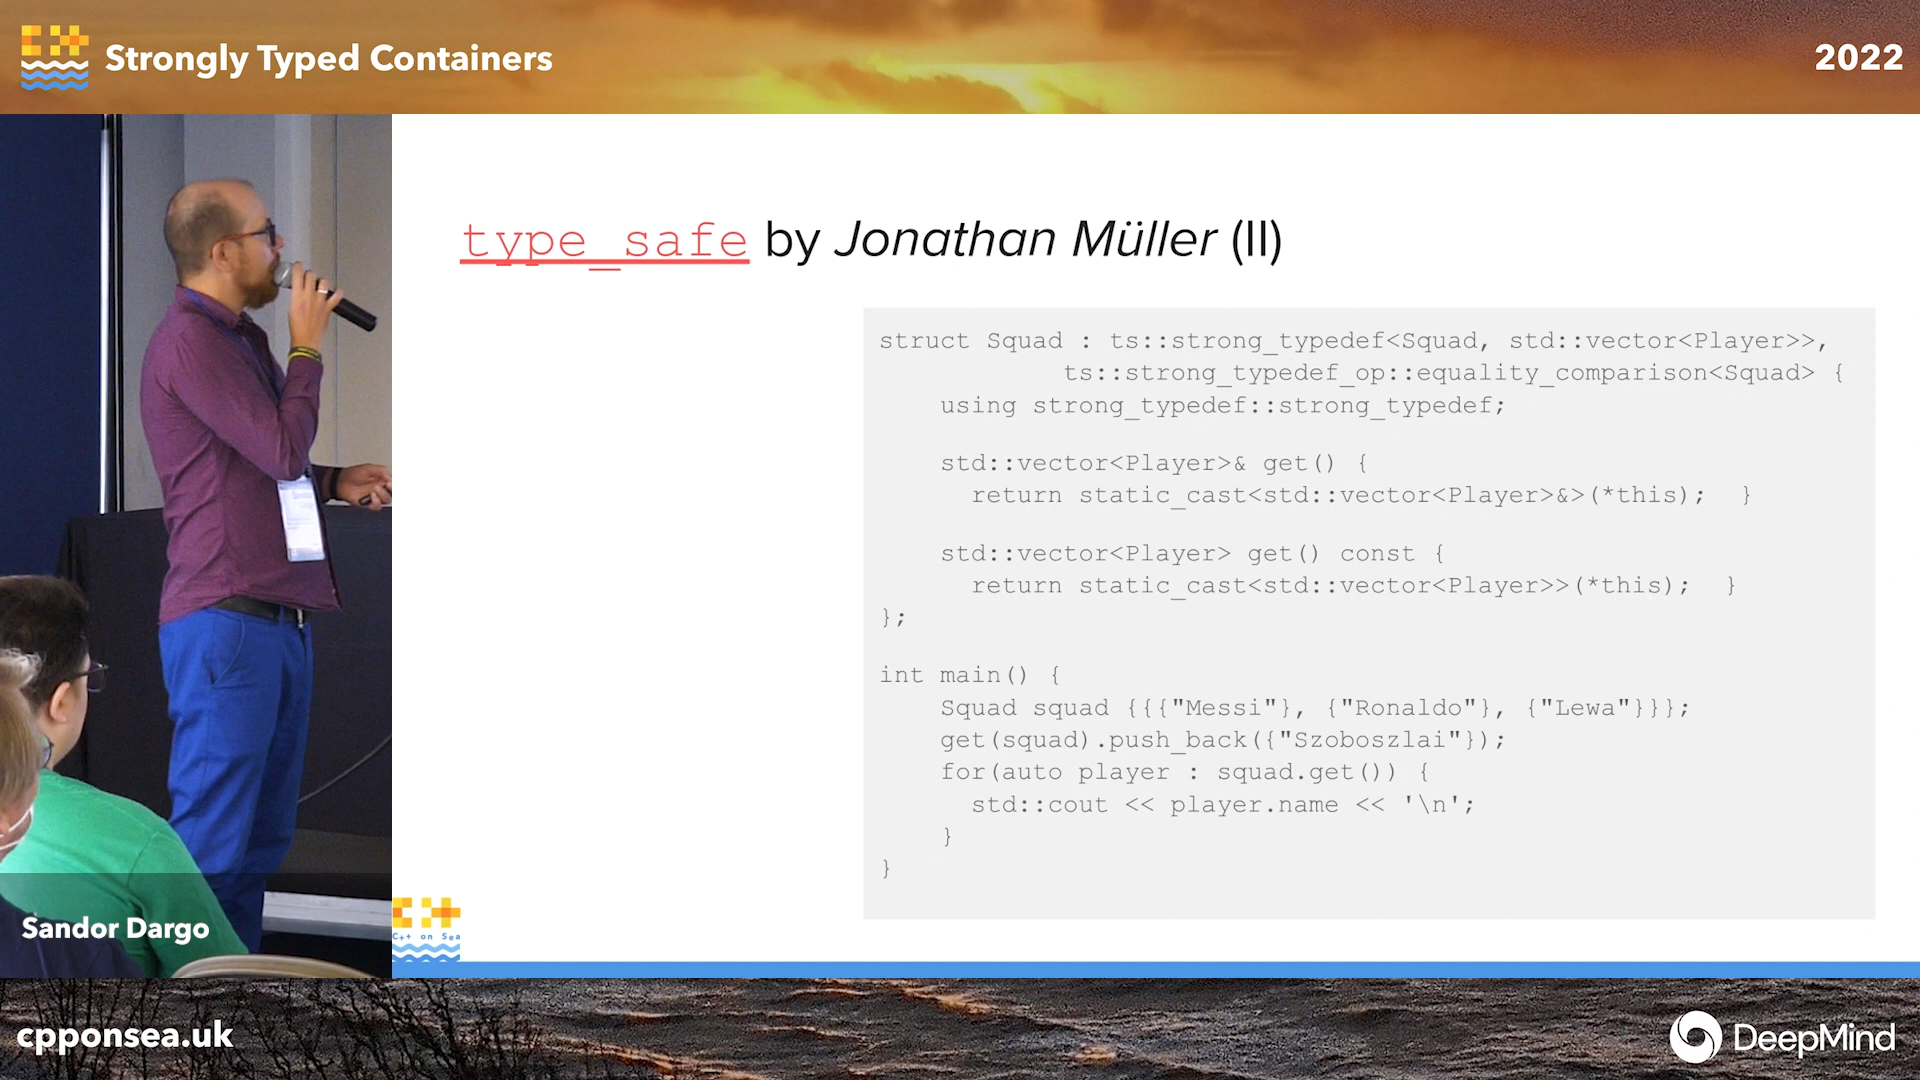 Strongly Typed Containers
2022
type_safe by Jonathan Müller (II)
struct Squad : ts::strong_typedef<Squad, std::vector<Player>>,
ts::strong_typedef_op::equality_comparison<Squad> {
using strong_typedef::strong_typedef;
std::vector<Player>& get() {
return static_cast<std::vector<Player>&>(*this); }
std::vector<Player> get() const {
return static_cast<std::vector<Player>>(*this); }
};
int main() {
Squad squad {{{"Messi"}, {"Ronaldo"}, {"Lewa"}}};
get(squad).push_back({"Szoboszlai"});
for(auto player : squad.get()) {
std::cout << player.name << '\n';
}
}
C++ on Sea
Sandor Dargo
cpponsea.uk
DeepMind